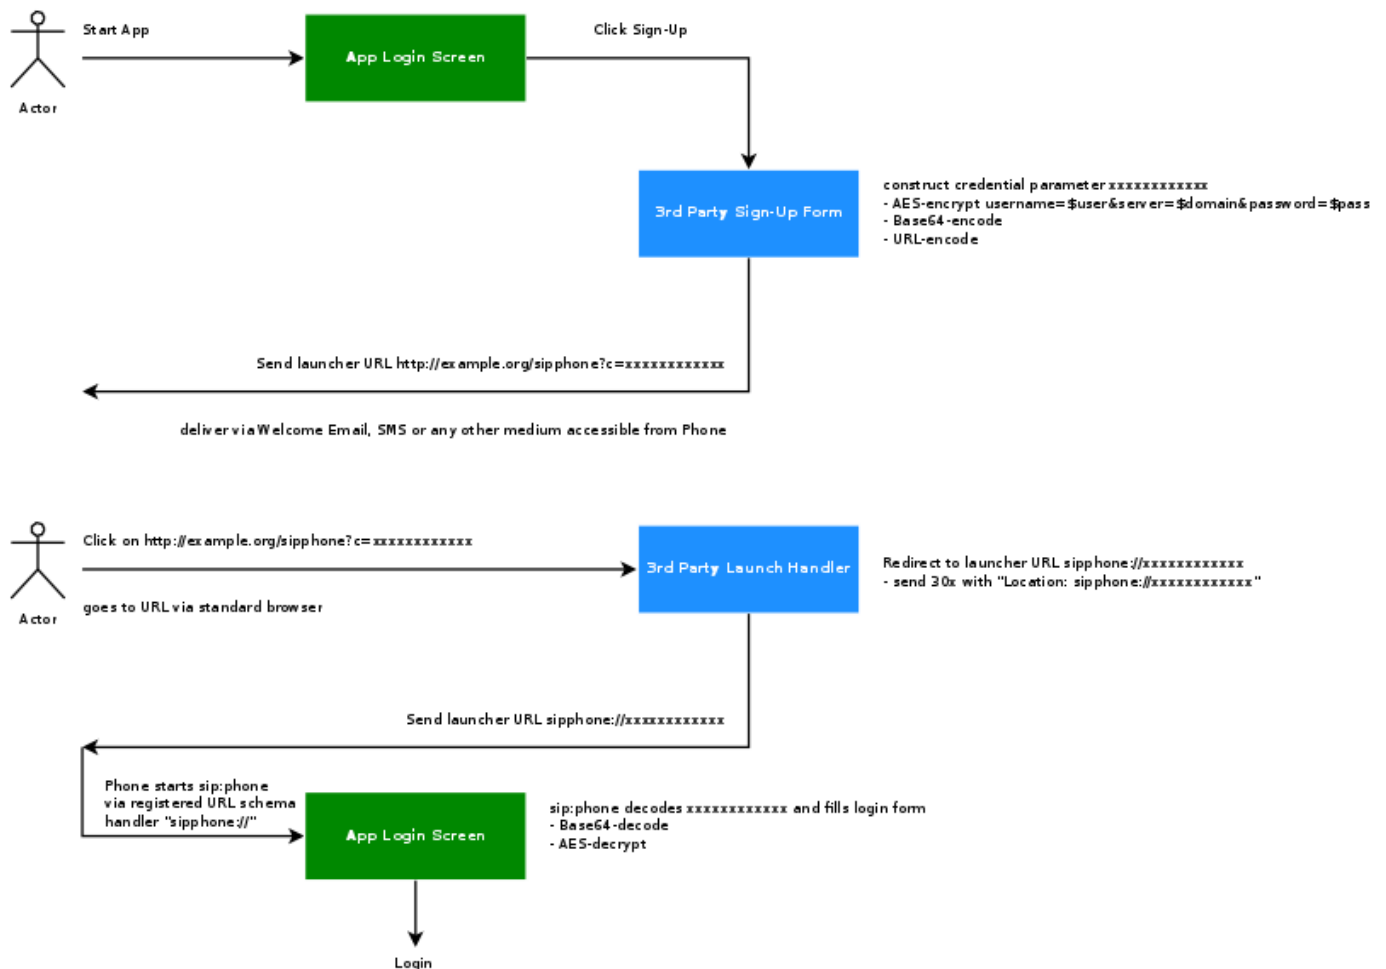 Start App
Click Sign-Up
App Login Screen
Actor
3rd Party Sign-Up Form
construct credential parameter xxxxxxxxxxxx
- AES-encrypt username=$user&server=$domain&password=$pass
- Base64-encode
- URL-encode
Send launcher URL http://example.org/sipphone?c=xxxxxxxxxxxx
deliver via Welcome Email, SMS or any other medium accessible from Phone
Click on http://example.org/sipphone?c=xxxxxxxxxxxx
3rd Party Launch Handler
Redirect to launcher URL sipphone://xxxxxxxxxxxx
- send 30x with "Location: sipphone://xxxxxxxxxxxx"
goes to URL via standard browser
Actor
Send launcher URL sipphone://xxxxxxxxxxxx
Phone starts sip:phone
via registered URL schema
handler "sipphone://"
App Login Screen
sip:phone decodes xxxxxxxxxxxx and fills login form
- Base64-decode
- AES-decrypt
Login